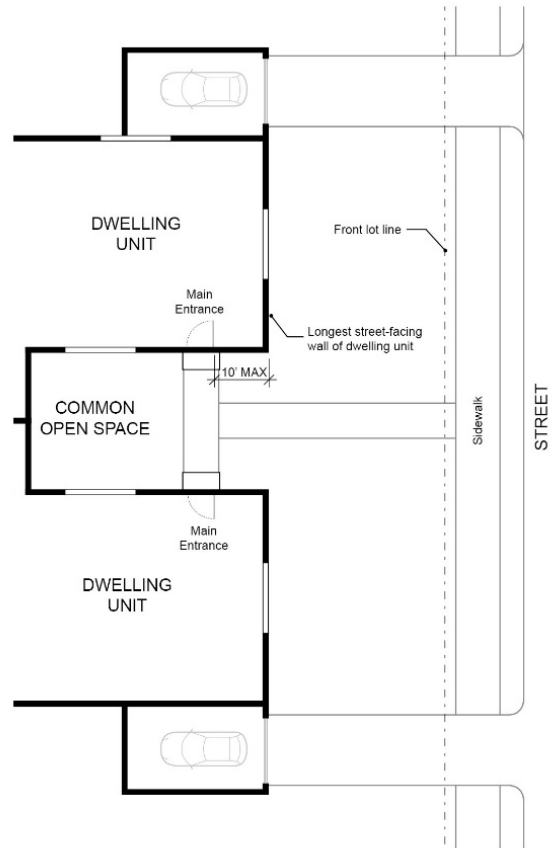 DWELLING
UNIT
Front lot line
Main
Entrance
Longest street-facing
wall of dwelling unit
10' MAX
COMMON
OPEN SPACE
Sidewalk
STREET
Main
Entrance
DWELLING
UNIT